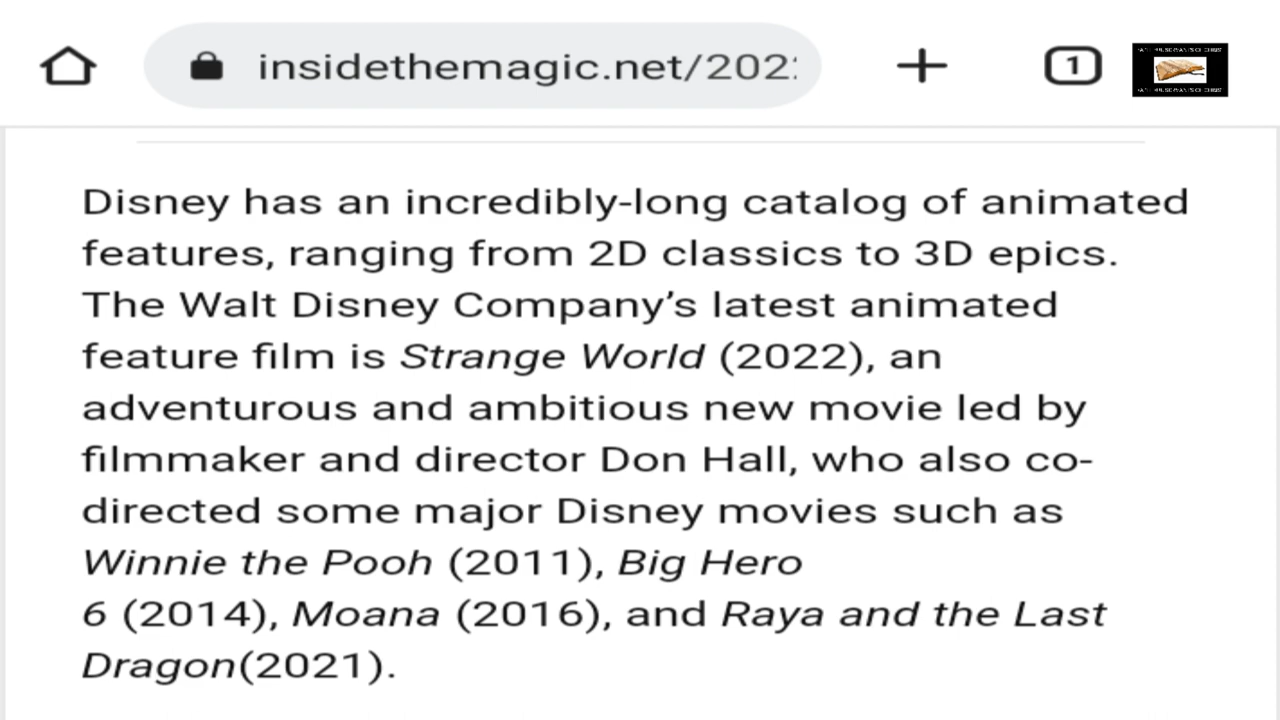 insidethemagic.net/202
1
Disney has an incredibly-long catalog of animated
features, ranging from 2D classics to 3D epics.
The Walt Disney Company’s latest animated
feature film is Strange World (2022), an
adventurous and ambitious new movie led by
filmmaker and director Don Hall, who also co-
directed some major Disney movies such as
Winnie the Pooh (2011), Big Hero
6 (2014), Moana (2016), and Raya and the Last
Dragon(2021).